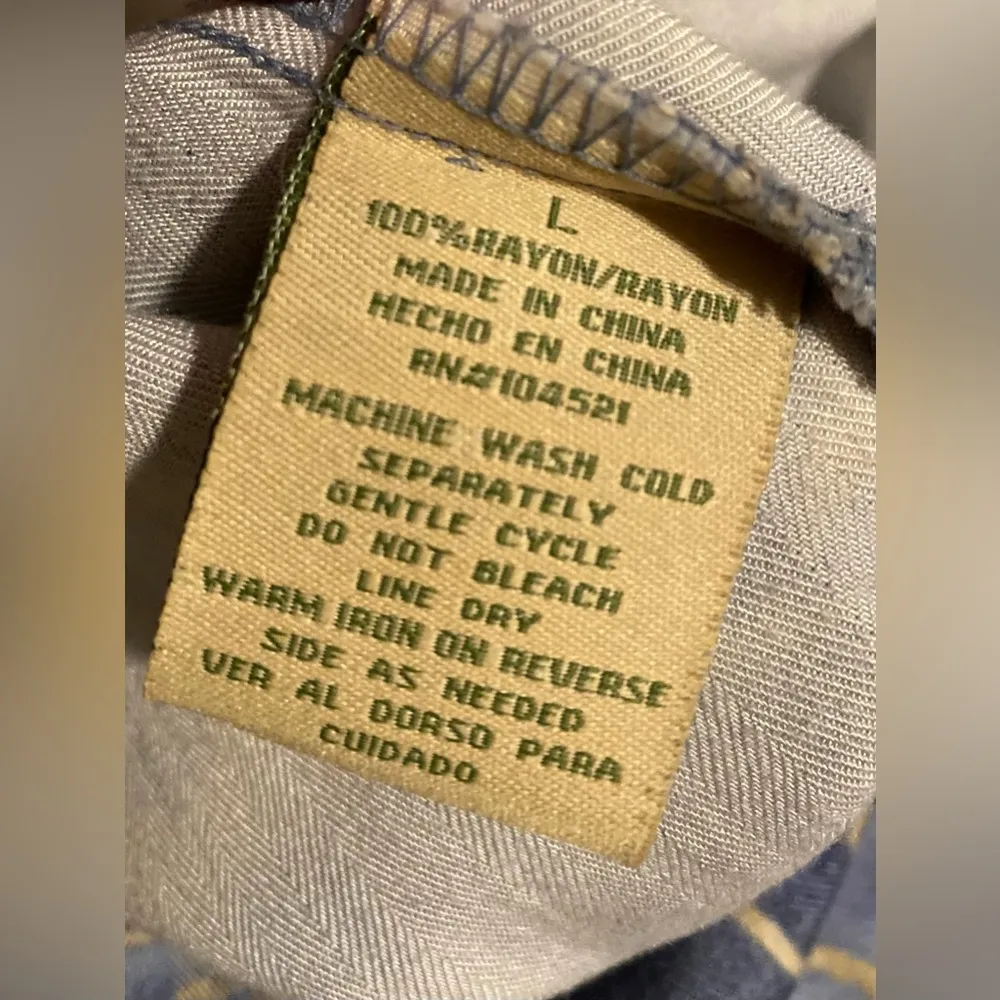 L
100%RAYON/RAYON
MADE IN CHINA
HECHO EN CHINA
RN#104521
MACHINE WASH COLD
SEPARATELY
GENTLE CYCLE
DO NOT BLEACH
LINE DRY
WARM IRON ON REVERSE
SIDE AS NEEDED
VER AL DORSO PARA
CUIDADO